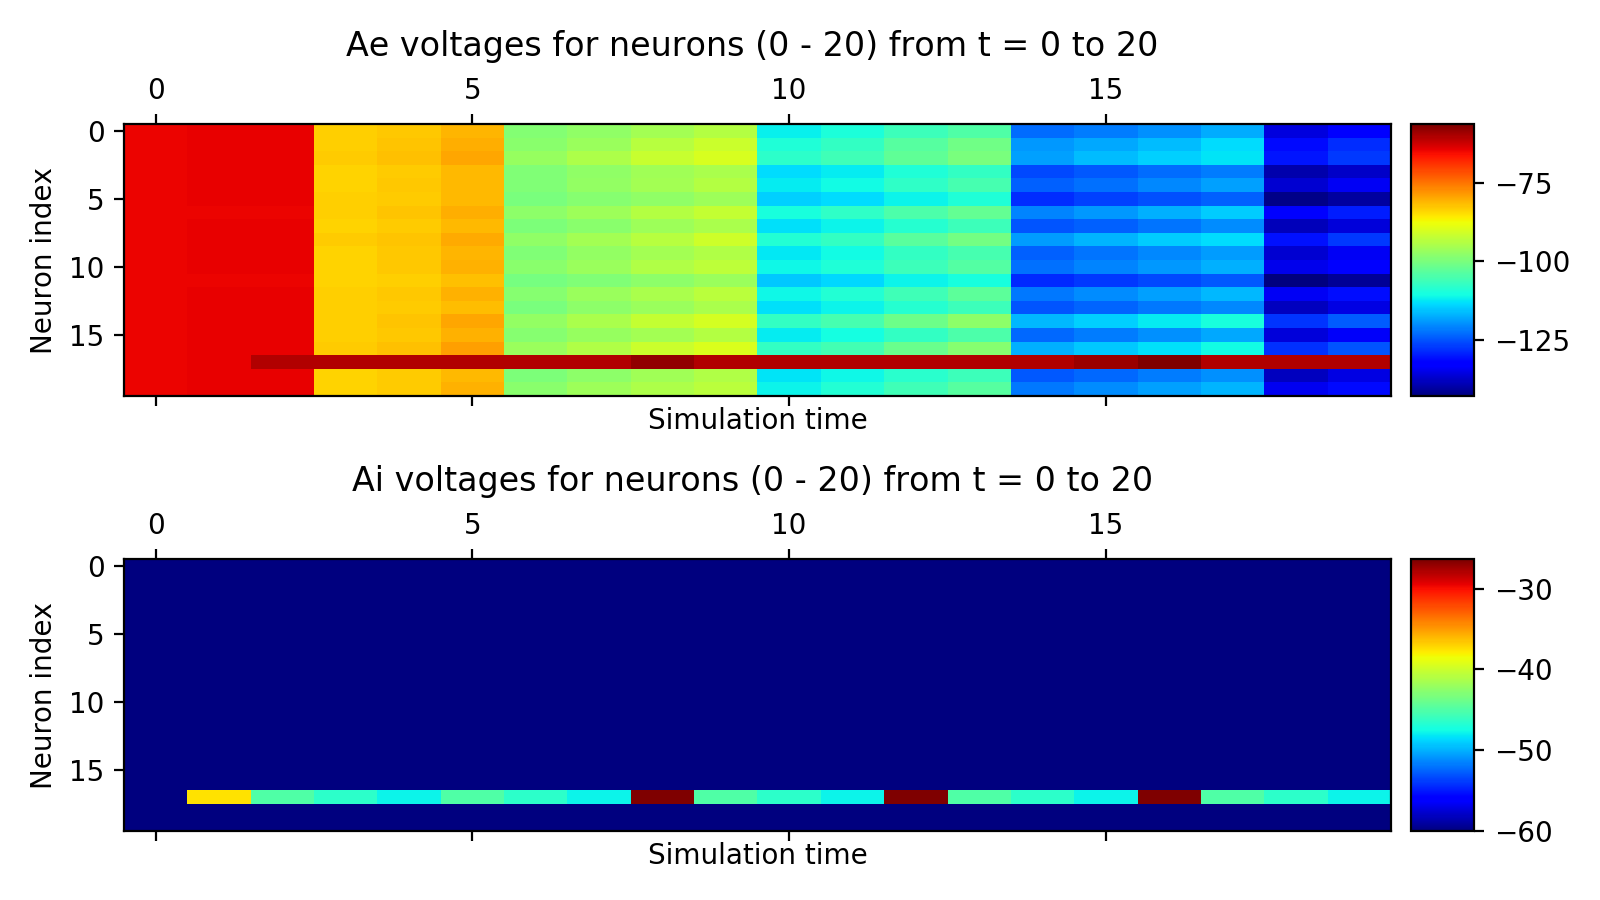 Ae voltages for neurons (0 - 20) from t = 0 to 20
0 5 10 15
Neuron index
0
5
10
15
Simulation time
−75
−100
−125
Ai voltages for neurons (0 - 20) from t = 0 to 20
0 5 10 15
Neuron index
0
5
10
15
Simulation time
−30
−40
−50
−60